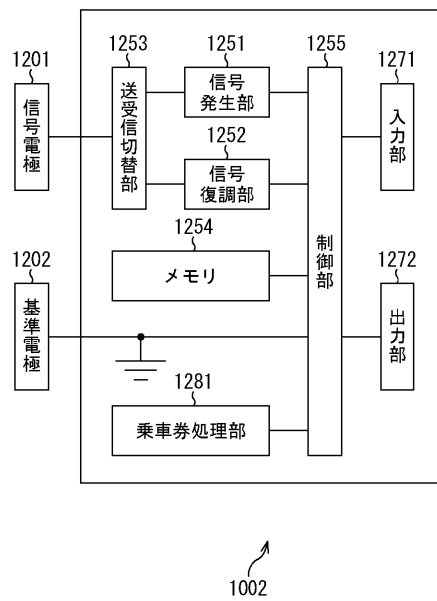 1253
1251
1255
1201
1271
信号電極
送受信切替部
信号
発生部
入力部
1252
信号
復調部
1254
メモリ
制御部
1202
1272
基準電極
出力部
1281
乗車券処理部
1002